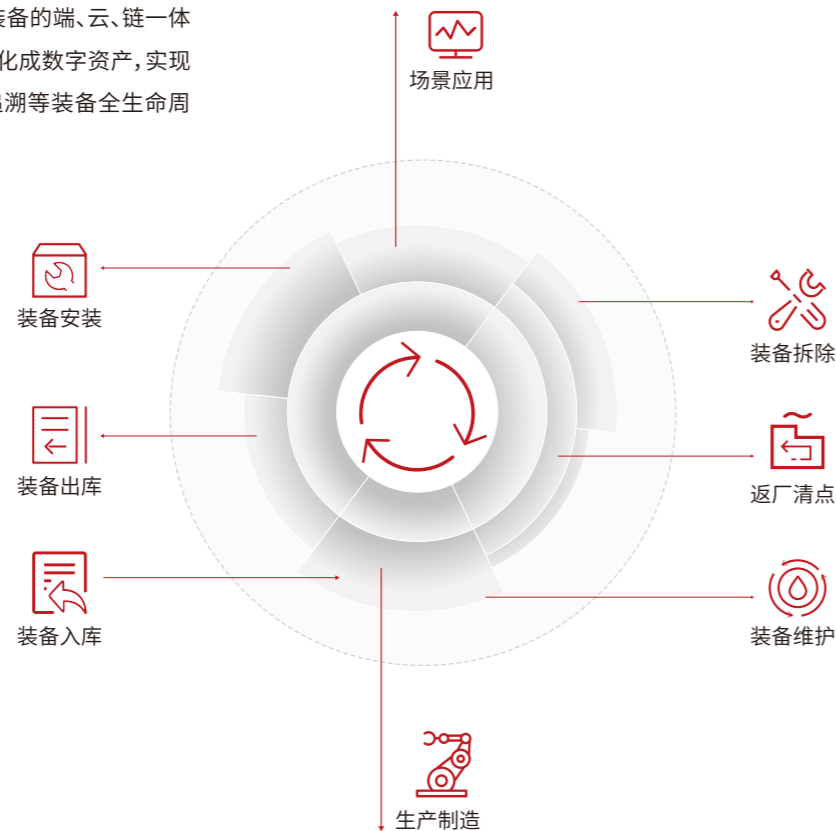 装备的端、云、链一体
化成数字资产，实现
追溯等装备全生命周
场景应用
装备安装
装备拆除
装备出库
返厂清点
装备入库
装备维护
生产制造